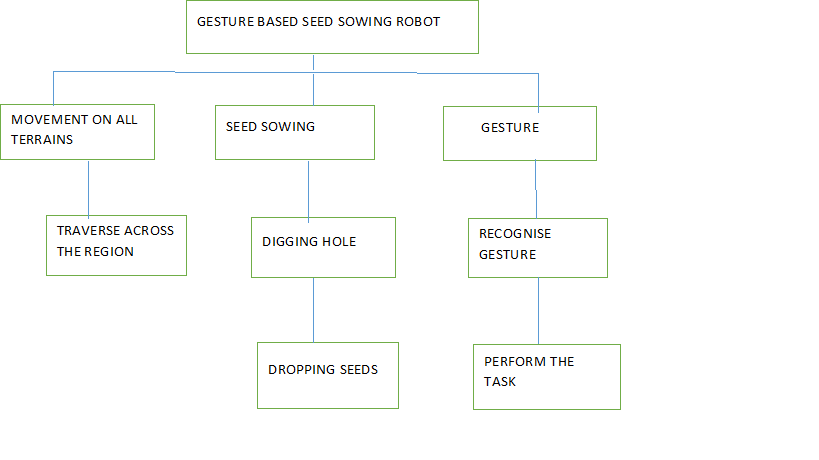 GESTURE BASED SEED SOWING ROBOT
MOVEMENT ON ALL
TERRAINS
SEED SOWING
GESTURE
TRAVERSE ACROSS
THE REGION
DIGGING HOLE
RECOGNISE
GESTURE
DROPPING SEEDS
PERFORM THE
TASK